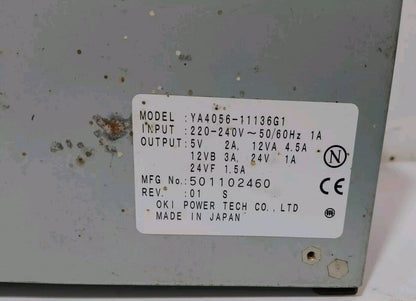 MODEL :YA4056-11136G1
INPUT :220-240V～50/60Hz 1A
OUTPUT:5V 2A, 12VA 4.5A
12VB 3A, 24V 1A
24VF 1.5A
MFG No.:501102460
REV. :01 S
OKI POWER TECH CO.,LTD
MADE IN JAPAN
N
CE